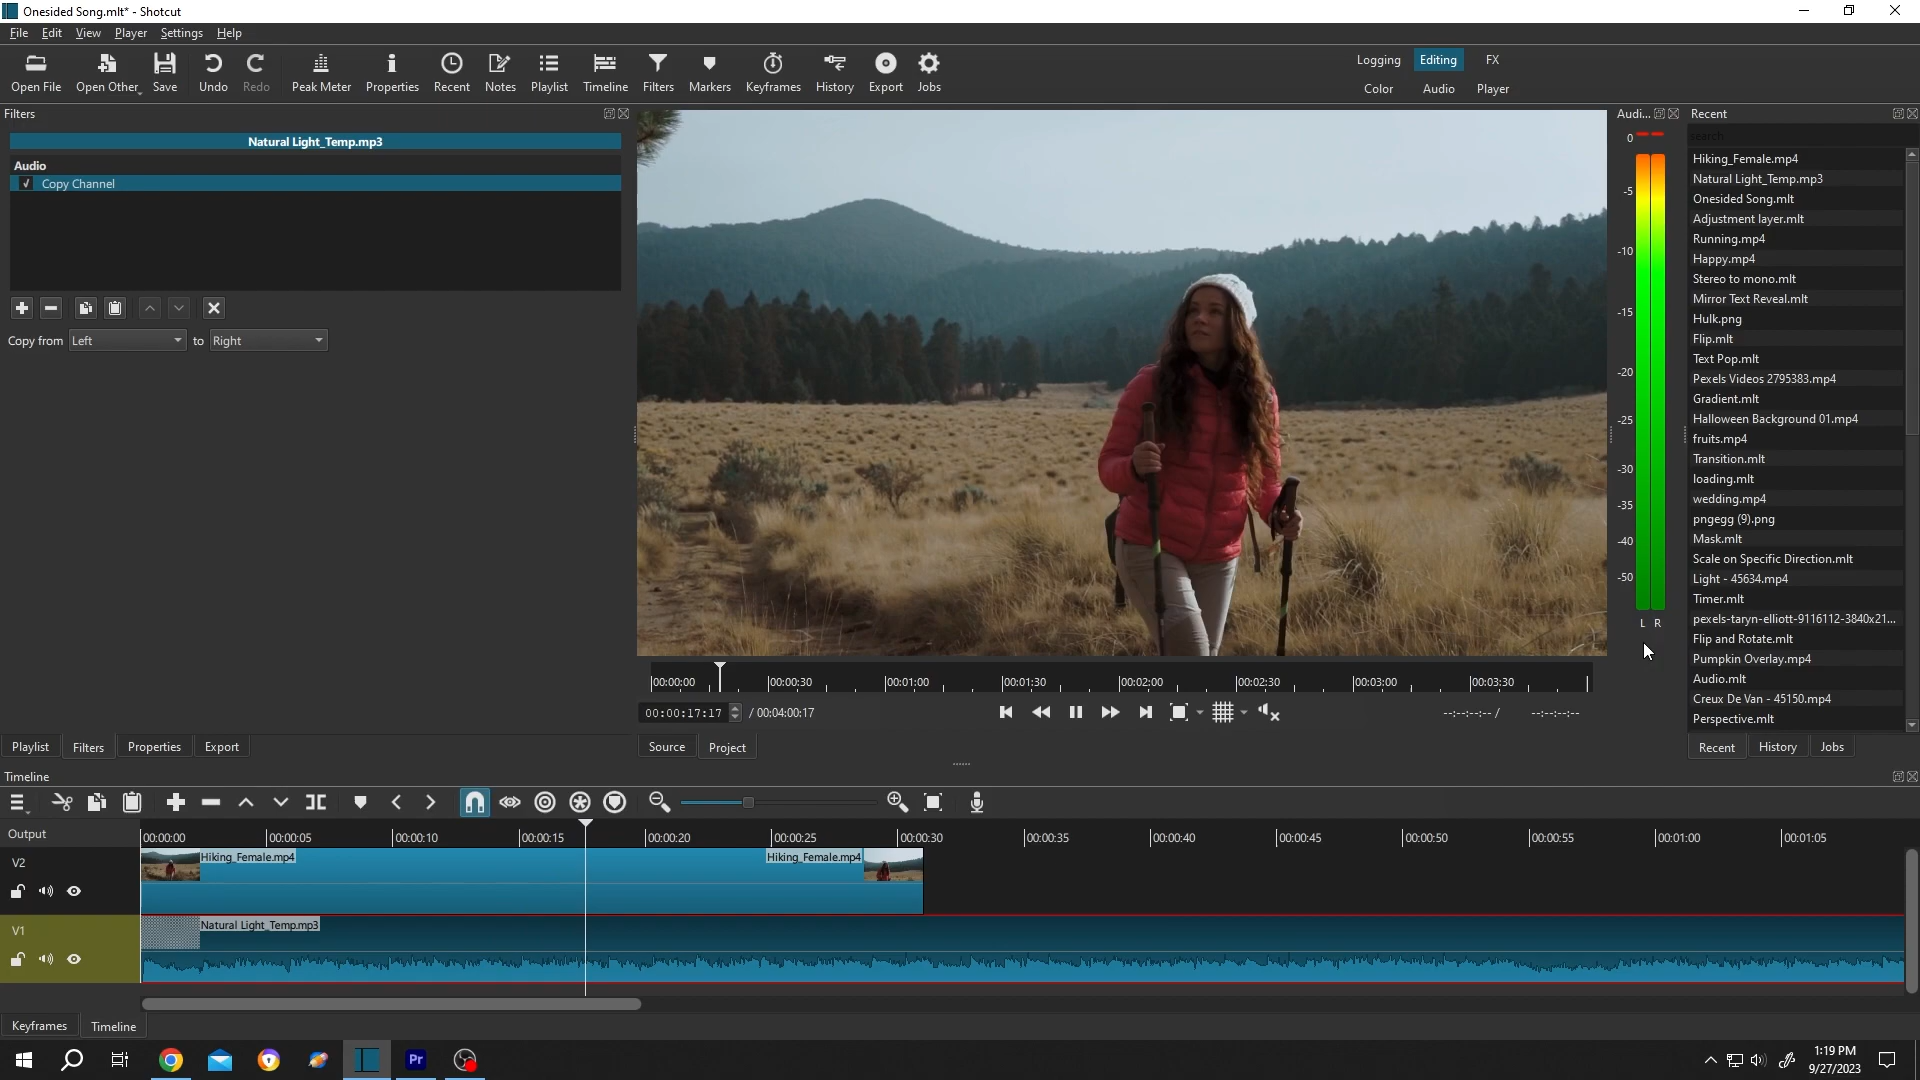 Onesided Song.mlt* - Shotcut
File Edit View Player Settings Help
Open File Open Other Save Undo Redo Peak Meter Properties Recent Notes Playlist Timeline Filters Markers Keyframes History Export Jobs
Logging Editing FX
Color Audio Player
Filters
Natural Light_Temp.mp3
Audio
Copy Channel
Copy from Left to Right
Playlist Filters Properties Export
Audi...
0
-5
-10
-15
-20
-25
-30
-35
-40
-50
L R
00:00:00 00:00:30 00:01:00 00:01:30 00:02:00 00:02:30 00:03:00 00:03:30
00:00:17:17 / 00:04:00:17
--:--:--:-- / --:--:--:--
Source Project
Recent
search
Hiking_Female.mp4
Natural Light_Temp.mp3
Onesided Song.mlt
Adjustment layer.mlt
Running.mp4
Happy.mp4
Stereo to mono.mlt
Mirror Text Reveal.mlt
Hulk.png
Flip.mlt
Text Pop.mlt
Pexels Videos 2795383.mp4
Gradient.mlt
Halloween Background 01.mp4
fruits.mp4
Transition.mlt
loading.mlt
wedding.mp4
pngegg (9).png
Mask.mlt
Scale on Specific Direction.mlt
Light - 45634.mp4
Timer.mlt
pexels-taryn-elliott-9116112-3840x21...
Flip and Rotate.mlt
Pumpkin Overlay.mp4
Audio.mlt
Creux De Van - 45150.mp4
Perspective.mlt
Recent History Jobs
Timeline
Output
00:00:00 00:00:05 00:00:10 00:00:15 00:00:20 00:00:25 00:00:30 00:00:35 00:00:40 00:00:45 00:00:50 00:00:55 00:01:00 00:01:05
V2
Hiking_Female.mp4 Hiking_Female.mp4
V1
Natural Light_Temp.mp3
Keyframes Timeline
Pr
1:19 PM
9/27/2023